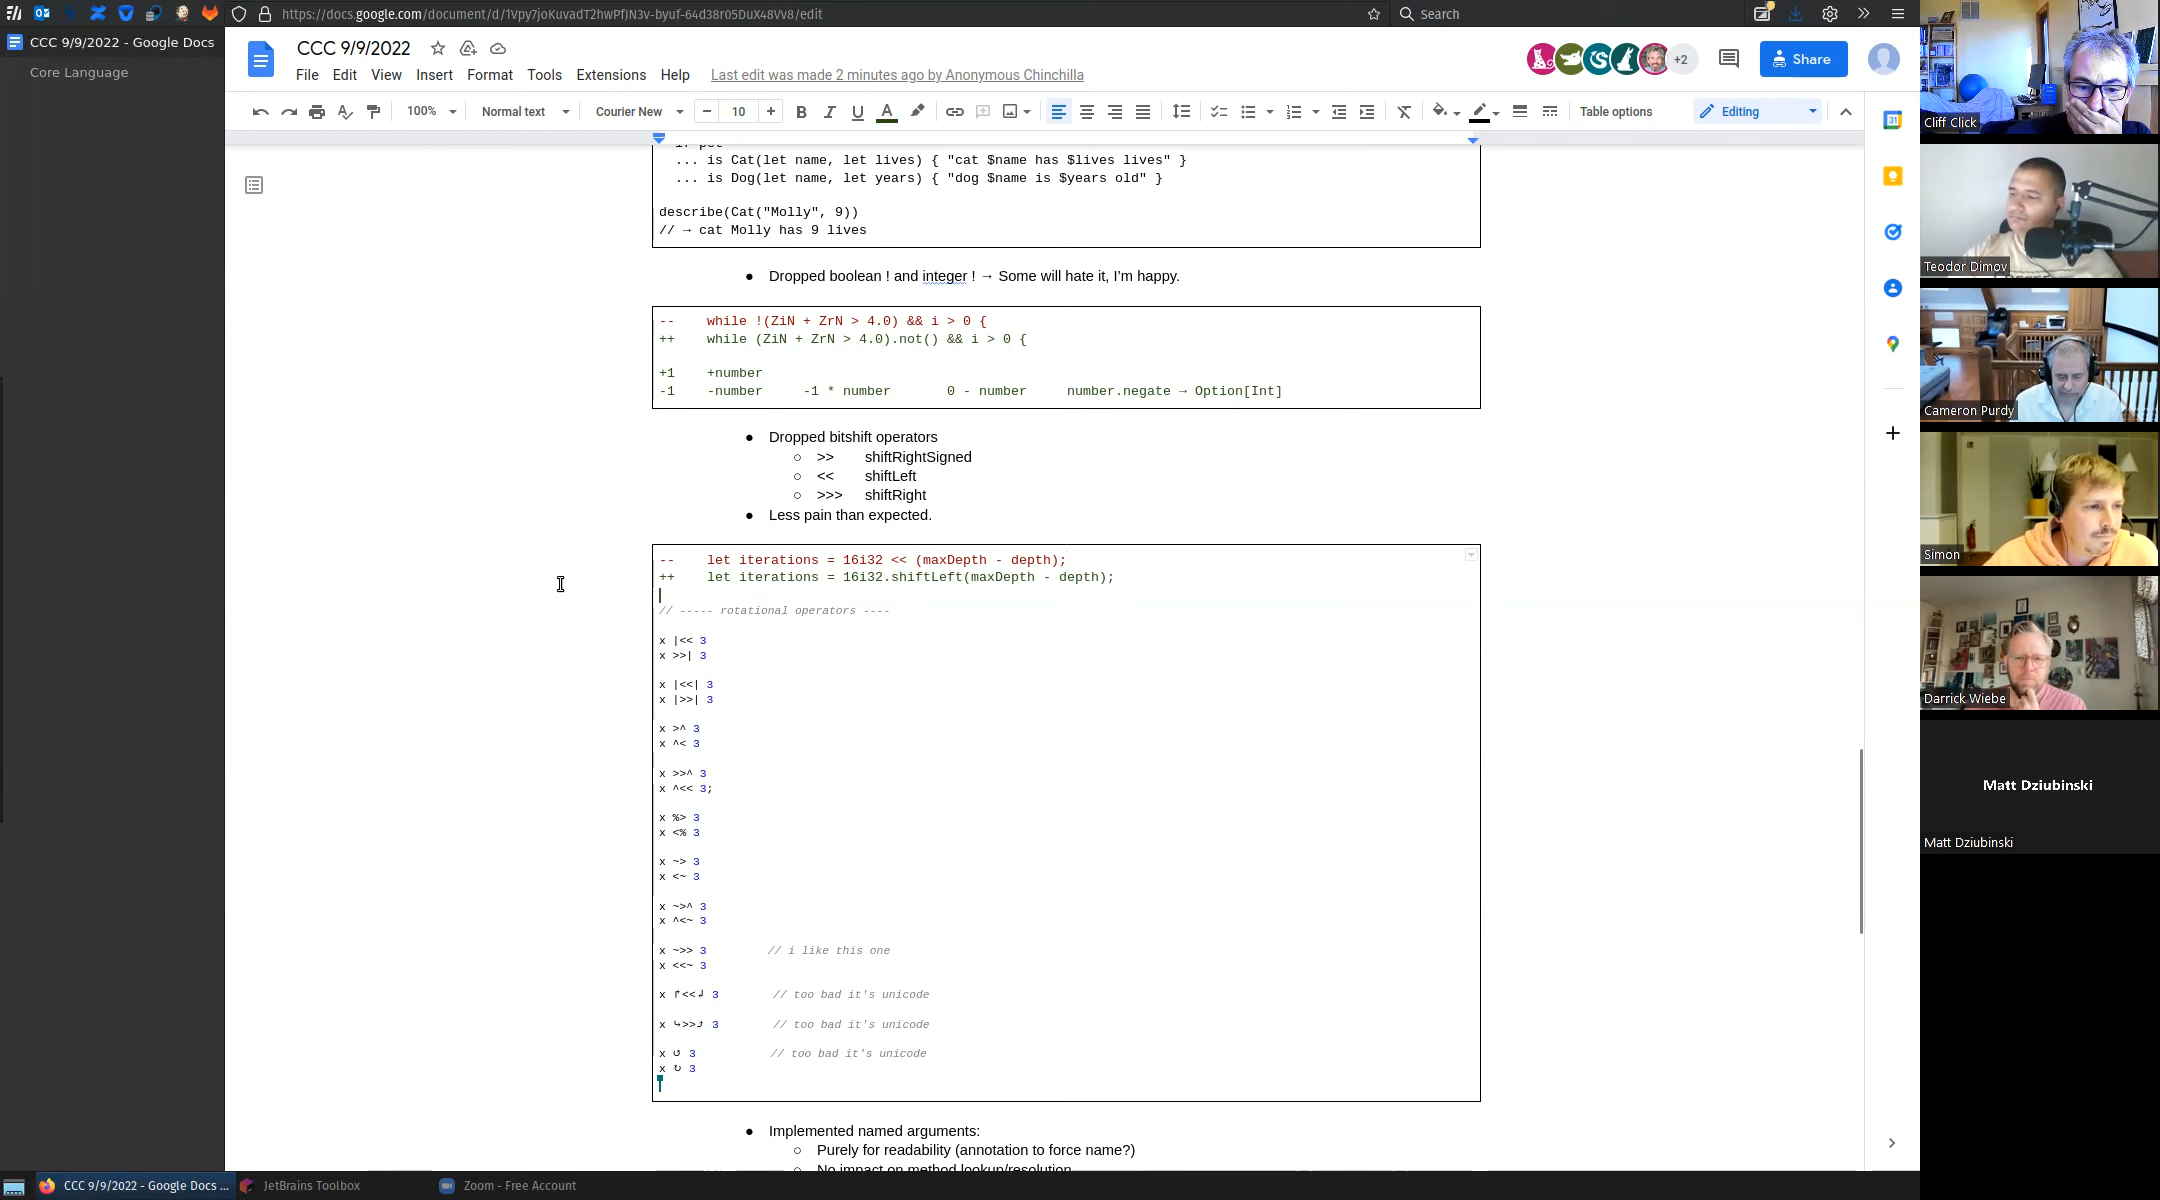 https://docs.google.com/document/d/1Vpy7joKuvadT2hwPfJN3v-byuf-64d38r05DuX48Vv8/edit
Search
CCC 9/9/2022 - Google Docs
Core Language
CCC 9/9/2022
File Edit View Insert Format Tools Extensions Help Last edit was made 2 minutes ago by Anonymous Chinchilla
+2
Share
100% Normal text Courier New 10 Table options Editing
... is Cat(let name, let lives) { "cat $name has $lives lives" }
... is Dog(let name, let years) { "dog $name is $years old" }
describe(Cat("Molly", 9))
// → cat Molly has 9 lives
● Dropped boolean ! and integer ! → Some will hate it, I'm happy.
-- while !(ZiN + ZrN > 4.0) && i > 0 {
++ while (ZiN + ZrN > 4.0).not() && i > 0 {
+1 +number
-1 -number -1 * number 0 - number number.negate → Option[Int]
● Dropped bitshift operators
○ >> shiftRightSigned
○ << shiftLeft
○ >>> shiftRight
● Less pain than expected.
-- let iterations = 16i32 << (maxDepth - depth);
++ let iterations = 16i32.shiftLeft(maxDepth - depth);
// ----- rotational operators ----
x |<< 3
x >>| 3
x |<<| 3
x |>>| 3
x >^ 3
x ^< 3
x >>^ 3
x ^<< 3;
x %> 3
x <% 3
x ~> 3
x <~ 3
x ~>^ 3
x ^<~ 3
x ~>> 3 // i like this one
x <<~ 3
x ↱<<↲ 3 // too bad it's unicode
x ⤷>>⤴ 3 // too bad it's unicode
x ↺ 3 // too bad it's unicode
x ↻ 3
● Implemented named arguments:
○ Purely for readability (annotation to force name?)
○ No impact on method lookup/resolution
31
Cliff Click
Teodor Dimov
Cameron Purdy
Simon
Darrick Wiebe
Matt Dziubinski
Matt Dziubinski
CCC 9/9/2022 - Google Docs ...
JetBrains Toolbox
Zoom - Free Account